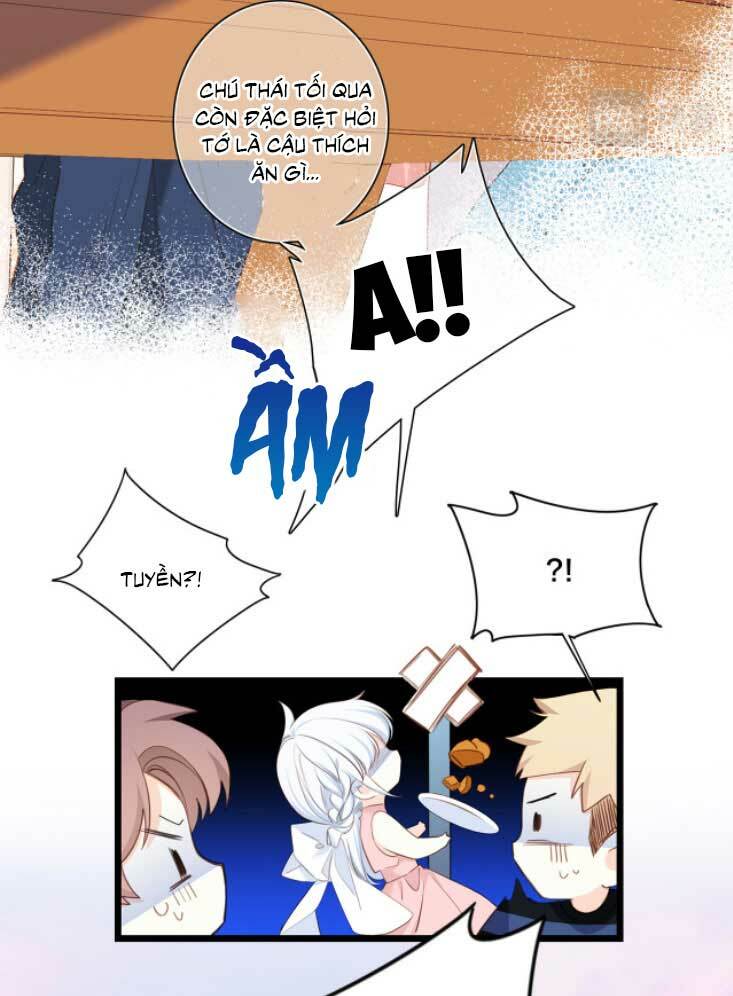 CHÚ THÁI TỐI QUA
CÒN ĐẶC BIỆT HỎI
TỚ LÀ CẬU THÍCH
ĂN GÌ...
A!!
ẦM
TUYỀN?!
?!